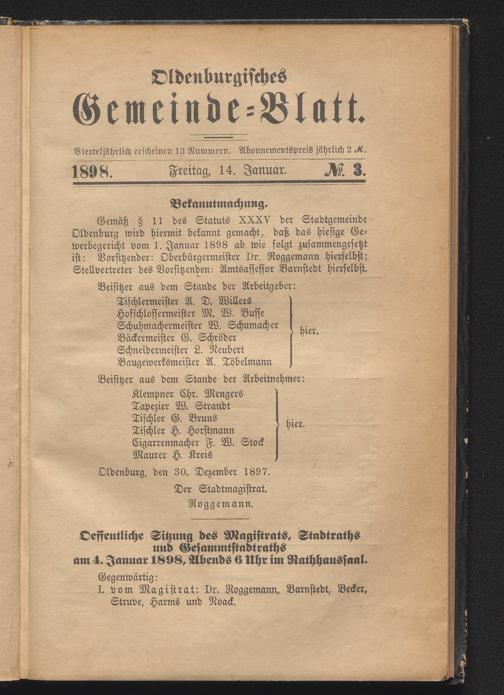 Oldenburgisches
Gemeinde-Blatt.
Vierteljährlich erscheinen 13 Nummern. Abonnementspreis jährlich 2 ℳ.
1898. Freitag, 14. Januar. №. 3.
Bekanntmachung.
Gemäß § 11 des Statuts XXXV der Stadtgemeinde
Oldenburg wird hiermit bekannt gemacht, daß das hiesige Ge-
werbegericht vom 1. Januar 1898 ab wie folgt zusammengesetzt
ist: Vorsitzender: Oberbürgermeister Dr. Roggemann hierselbst;
Stellvertreter des Vorsitzenden: Amtsassessor Barnstedt hierselbst.
Beisitzer aus dem Stande der Arbeitgeber:
Tischlermeister A. D. Willers
Hofschlossermeister M. W. Busse
Schuhmachermeister W. Schumacher
Bäckermeister G. Schröder
Schneidermeister L. Neubert
Baugewerksmeister A. Töbelmann
hier.
Beisitzer aus dem Stande der Arbeitnehmer:
Klempner Chr. Mengers
Tapezier W. Strandt
Tischler G. Bruns
Tischler H. Horstmann
Cigarrenmacher F. W. Stock
Maurer H. Kreis
hier.
Oldenburg, den 30. Dezember 1897.
Der Stadtmagistrat.
Roggemann.
Oeffentliche Sitzung des Magistrats, Stadtraths
und Gesammtstadtraths
am 4. Januar 1898, Abends 6 Uhr im Rathhaussaal.
Gegenwärtig:
I. vom Magistrat: Dr. Roggemann, Barnstedt, Becker,
Struve, Harms und Noack.